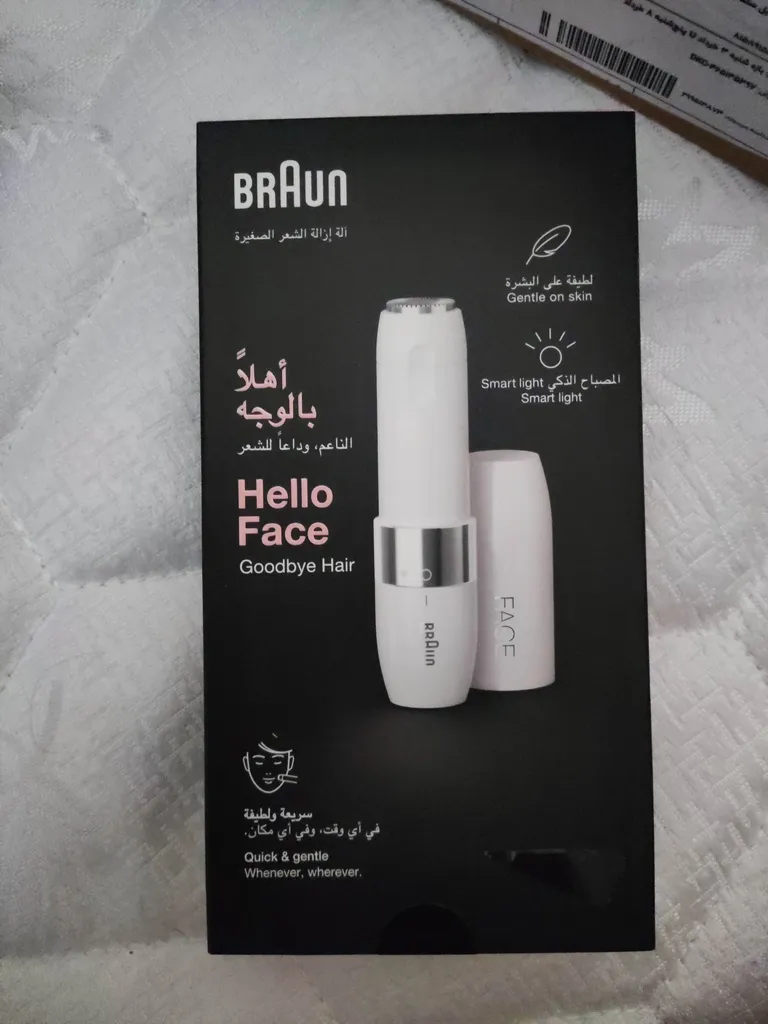 BRAUN
آلة إزالة الشعر الصغيرة
لطيفة على البشرة
Gentle on skin
Smart light المصباح الذكي
Smart light
أهلاً
بالوجه
الناعم، وداعاً للشعر
Hello
Face
Goodbye Hair
BRAUN
FACE
سريعة ولطيفة
في أي وقت، وفي أي مكان.
Quick & gentle
Whenever, wherever.